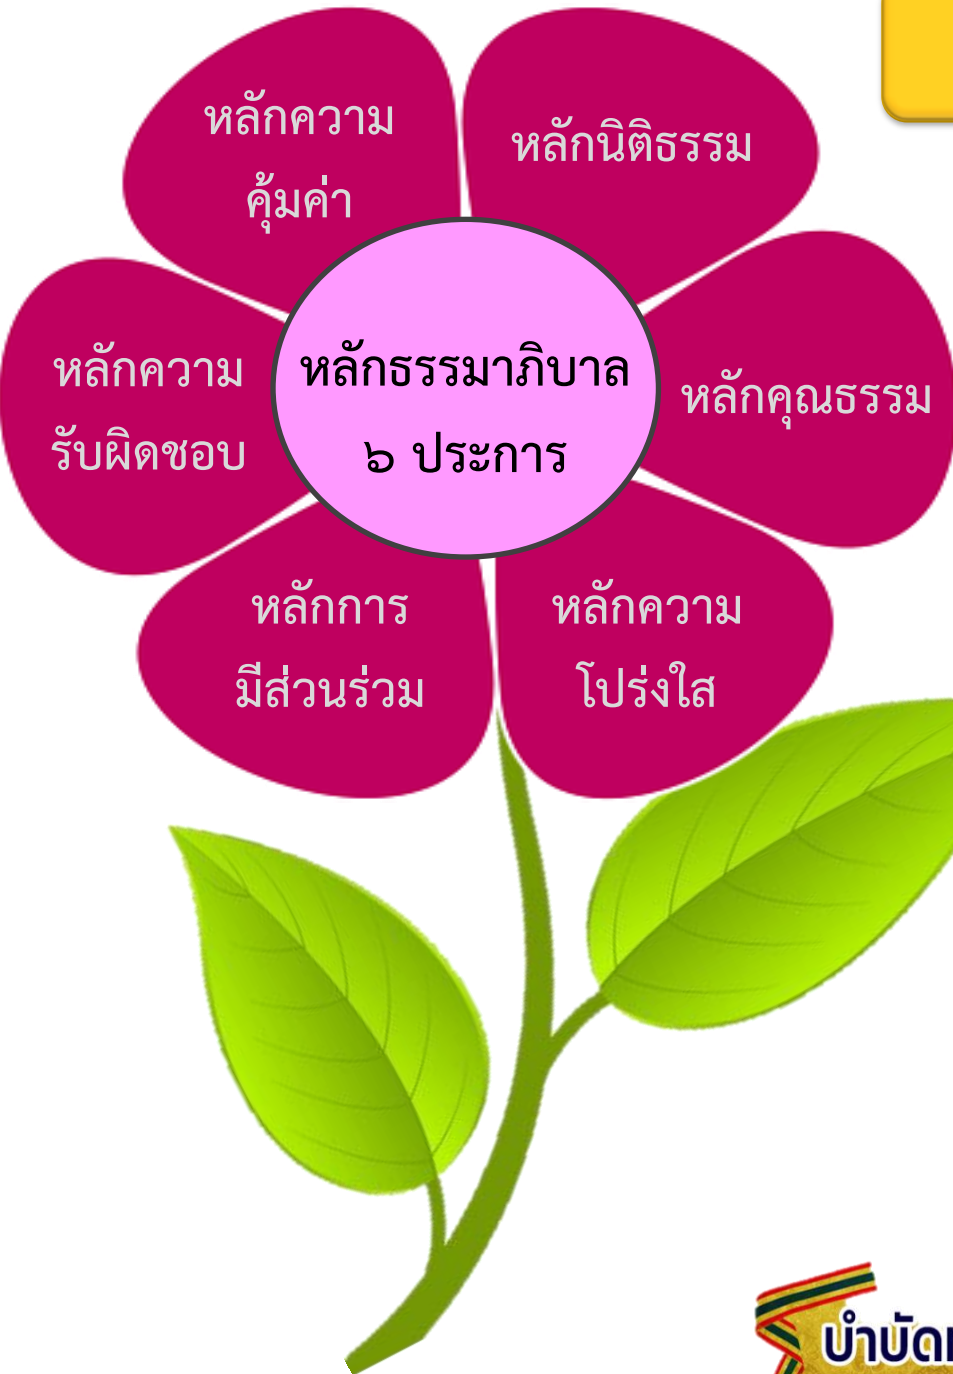 หลักความ
คุ้มค่า
หลักนิติธรรม
หลักความ
รับผิดชอบ
หลักธรรมาภิบาล
๖ ประการ
หลักคุณธรรม
หลักการ
มีส่วนร่วม
หลักความ
โปร่งใส
บำบัด